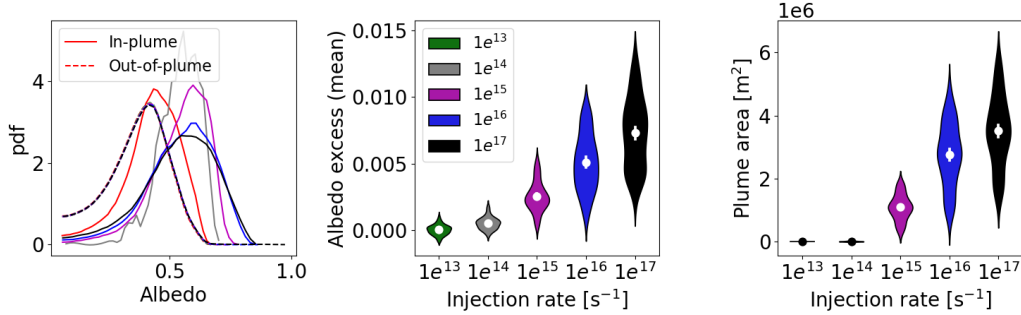 In-plume
Out-of-plume
pdf
4
2
0
0.5
1.0
Albedo
Albedo excess (mean)
0.015
0.010
0.005
0.000
1e¹³
1e¹⁴
1e¹⁵
1e¹⁶
1e¹⁷
1e¹³ 1e¹⁴ 1e¹⁵ 1e¹⁶ 1e¹⁷
Injection rate [s⁻¹]
1e6
Plume area [m²]
6
4
2
0
1e¹³ 1e¹⁴ 1e¹⁵ 1e¹⁶ 1e¹⁷
Injection rate [s⁻¹]